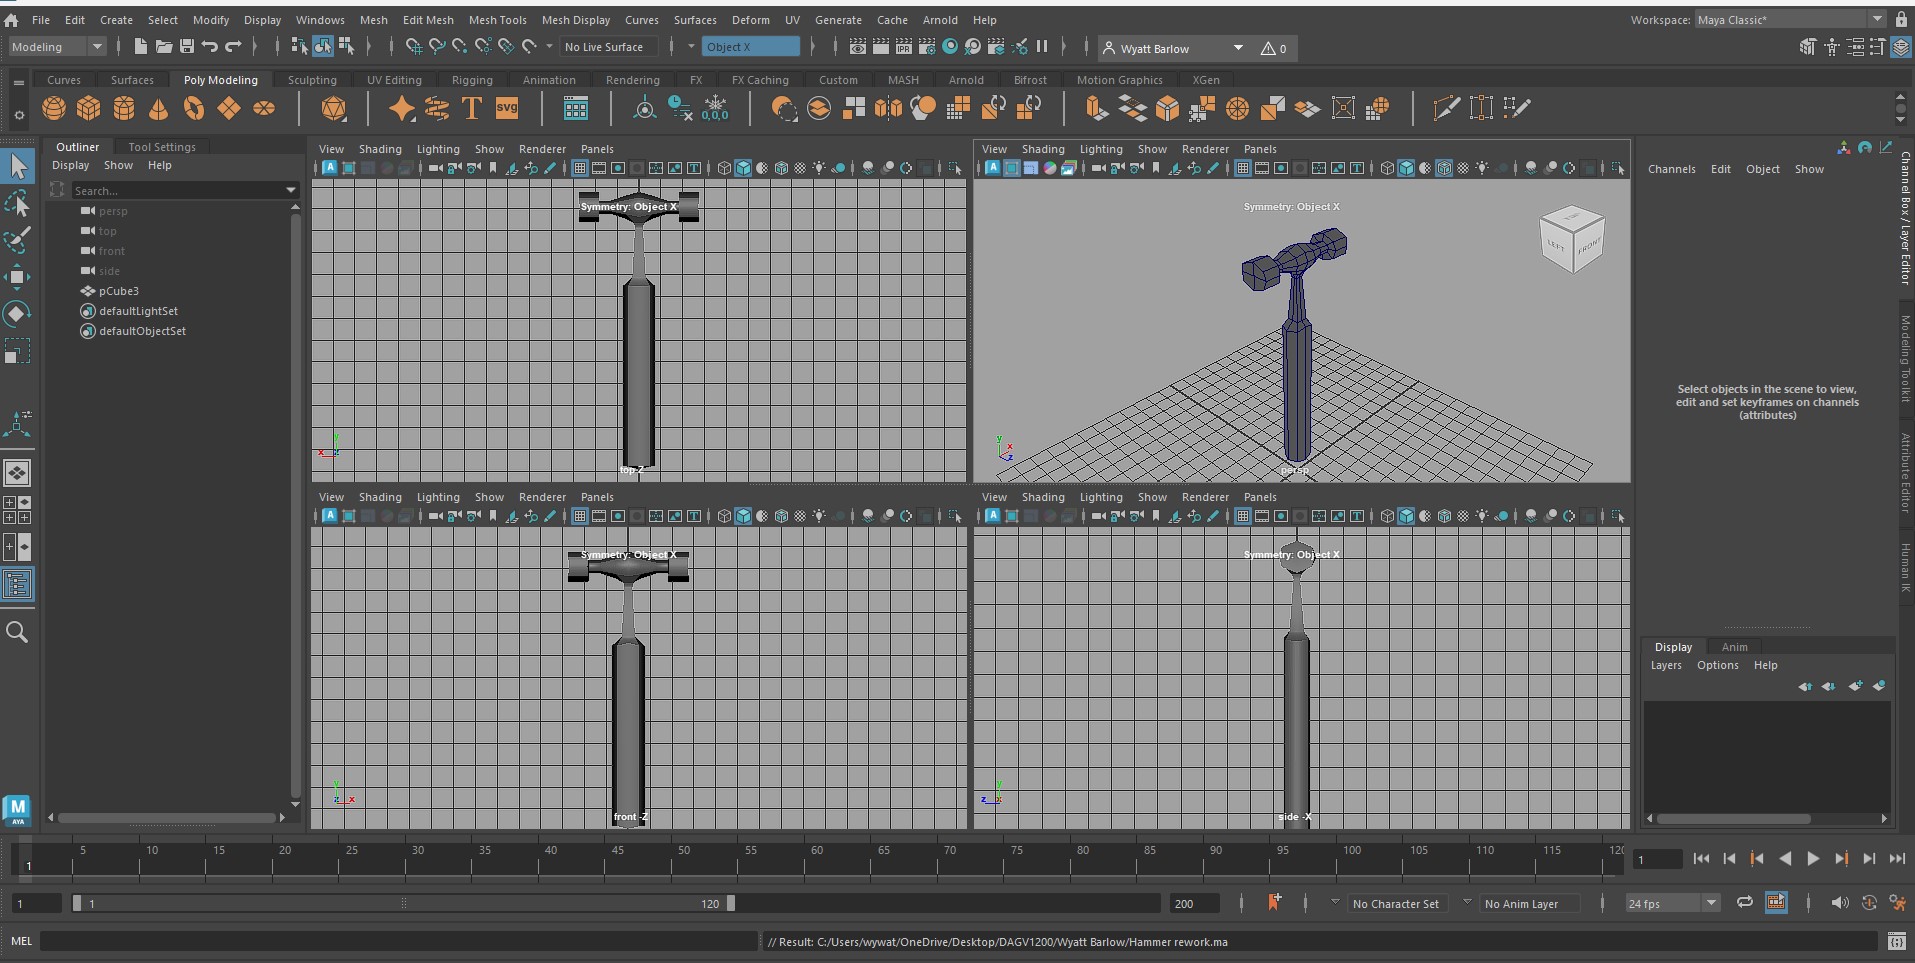 File Edit Create Select Modify Display Windows Mesh Edit Mesh Mesh Tools Mesh Display Curves Surfaces Deform UV Generate Cache Arnold Help
Workspace: Maya Classic*
Modeling
No Live Surface
Object X
IPR
Wyatt Barlow
0
Curves Surfaces Poly Modeling Sculpting UV Editing Rigging Animation Rendering FX FX Caching Custom MASH Arnold Bifrost Motion Graphics XGen
T
svg
0,0,0
Outliner Tool Settings
Display Show Help
Search...
persp
top
front
side
pCube3
defaultLightSet
defaultObjectSet
View Shading Lighting Show Renderer Panels
Symmetry: Object X
top Z
x
y
View Shading Lighting Show Renderer Panels
Symmetry: Object X
TOP
LEFT
FRONT
persp
y
x
z
View Shading Lighting Show Renderer Panels
Symmetry: Object X
front -Z
y
z
x
View Shading Lighting Show Renderer Panels
Symmetry: Object X
side -X
y
z
x
Channels Edit Object Show
Select objects in the scene to view,
edit and set keyframes on channels
(attributes)
Channel Box / Layer Editor
Modeling Toolkit
Attribute Editor
Human IK
Display Anim
Layers Options Help
M
AYA
5 10 15 20 25 30 35 40 45 50 55 60 65 70 75 80 85 90 95 100 105 110 115 120
1
1
1
1
120
200
No Character Set
No Anim Layer
24 fps
MEL
// Result: C:/Users/wywat/OneDrive/Desktop/DAGV1200/Wyatt Barlow/Hammer rework.ma